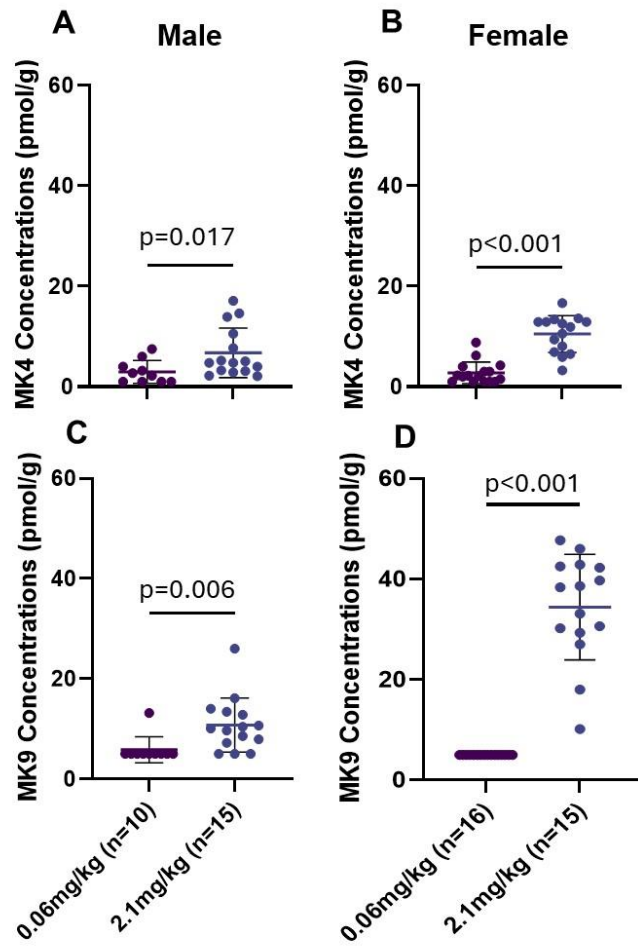 A
Male
B
Female
MK4 Concentrations (pmol/g)
60
40
20
0
p=0.017
MK4 Concentrations (pmol/g)
60
40
20
0
p<0.001
C
MK9 Concentrations (pmol/g)
60
40
20
0
p=0.006
0.06mg/kg (n=10)
2.1mg/kg (n=15)
D
MK9 Concentrations (pmol/g)
60
40
20
0
p<0.001
0.06mg/kg (n=16)
2.1mg/kg (n=15)